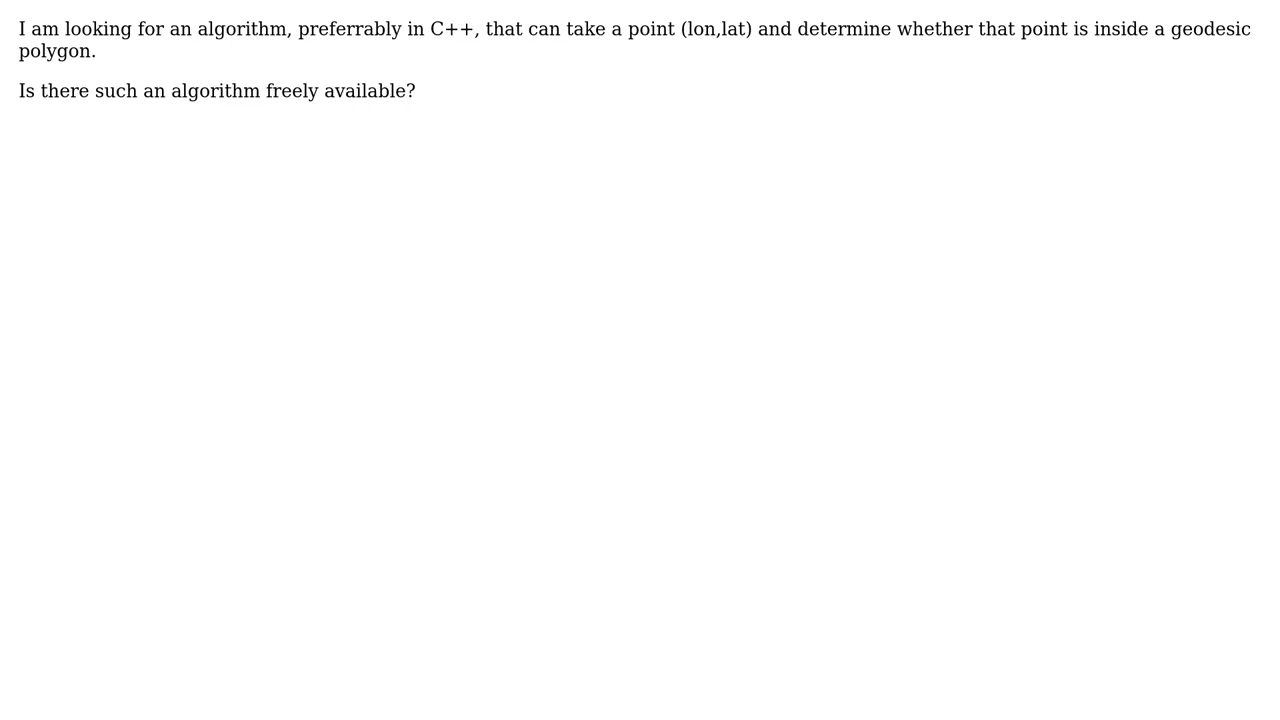 I am looking for an algorithm, preferrably in C++, that can take a point (lon,lat) and determine whether that point is inside a geodesic
polygon.
Is there such an algorithm freely available?